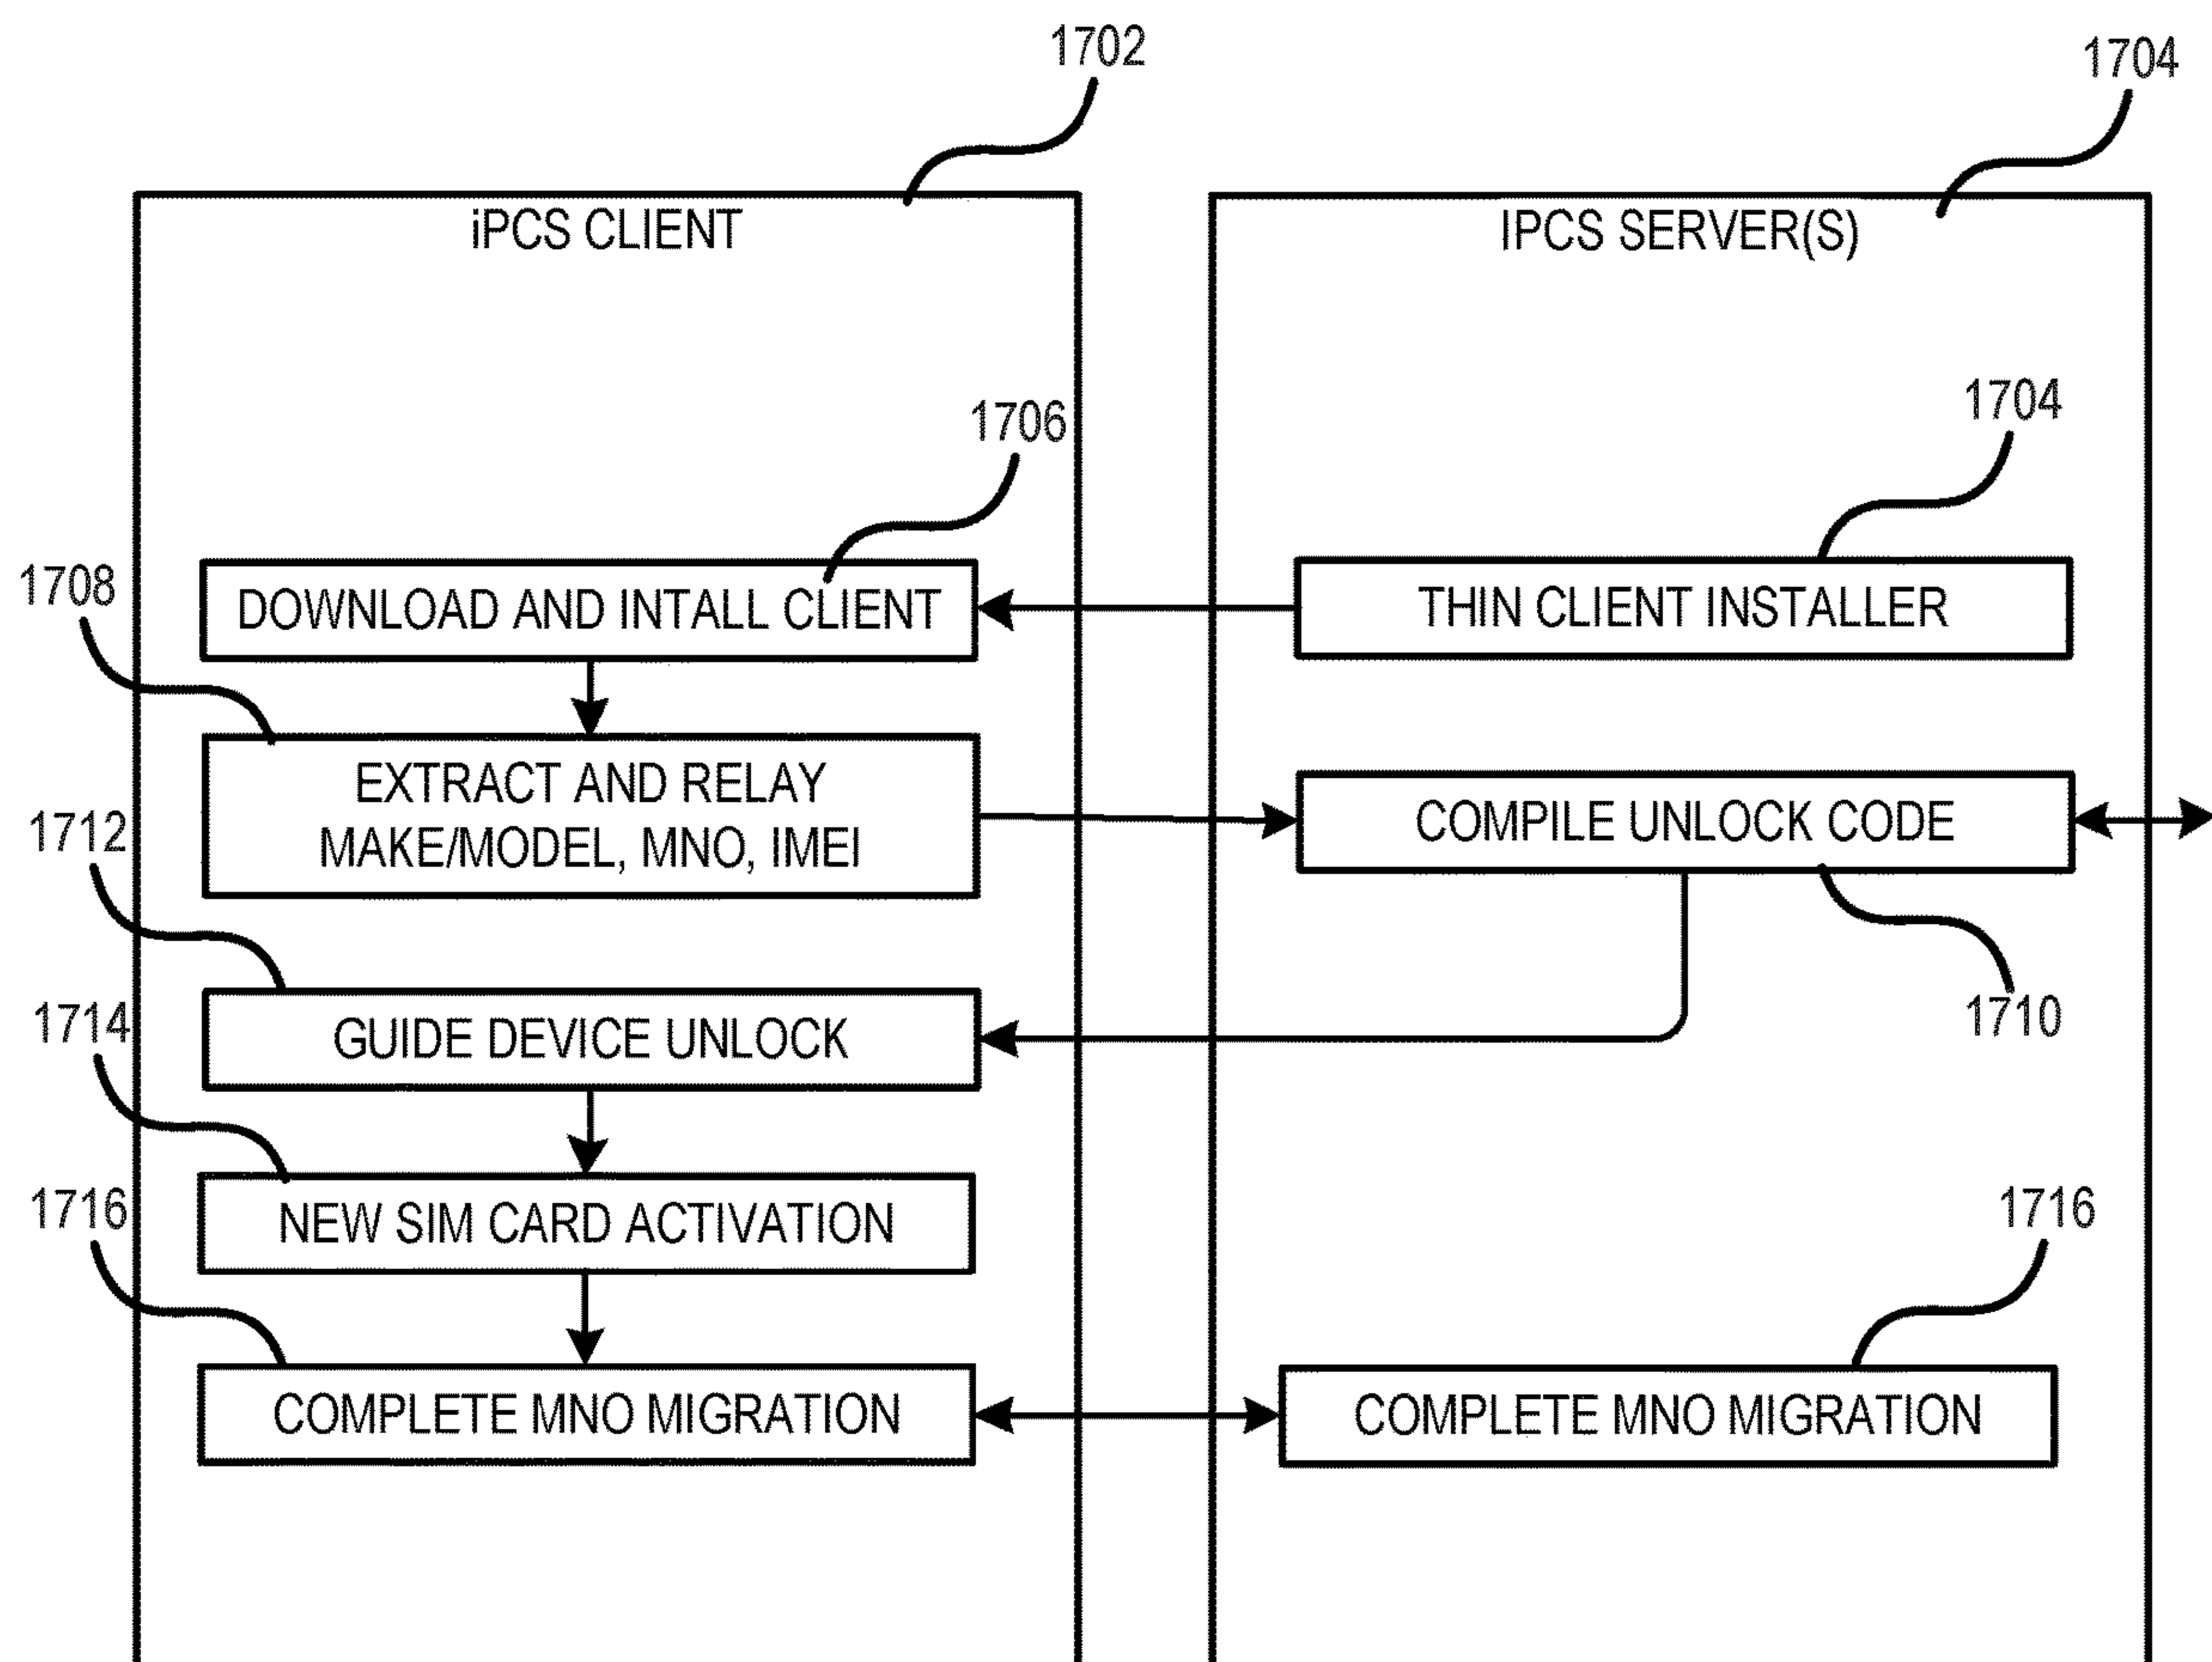 1702
1704
iPCS CLIENT
IPCS SERVER(S)
1706
1704
1708
DOWNLOAD AND INTALL CLIENT
THIN CLIENT INSTALLER
EXTRACT AND RELAY
MAKE/MODEL, MNO, IMEI
COMPILE UNLOCK CODE
1712
1710
1714
GUIDE DEVICE UNLOCK
1716
NEW SIM CARD ACTIVATION
1716
COMPLETE MNO MIGRATION
COMPLETE MNO MIGRATION